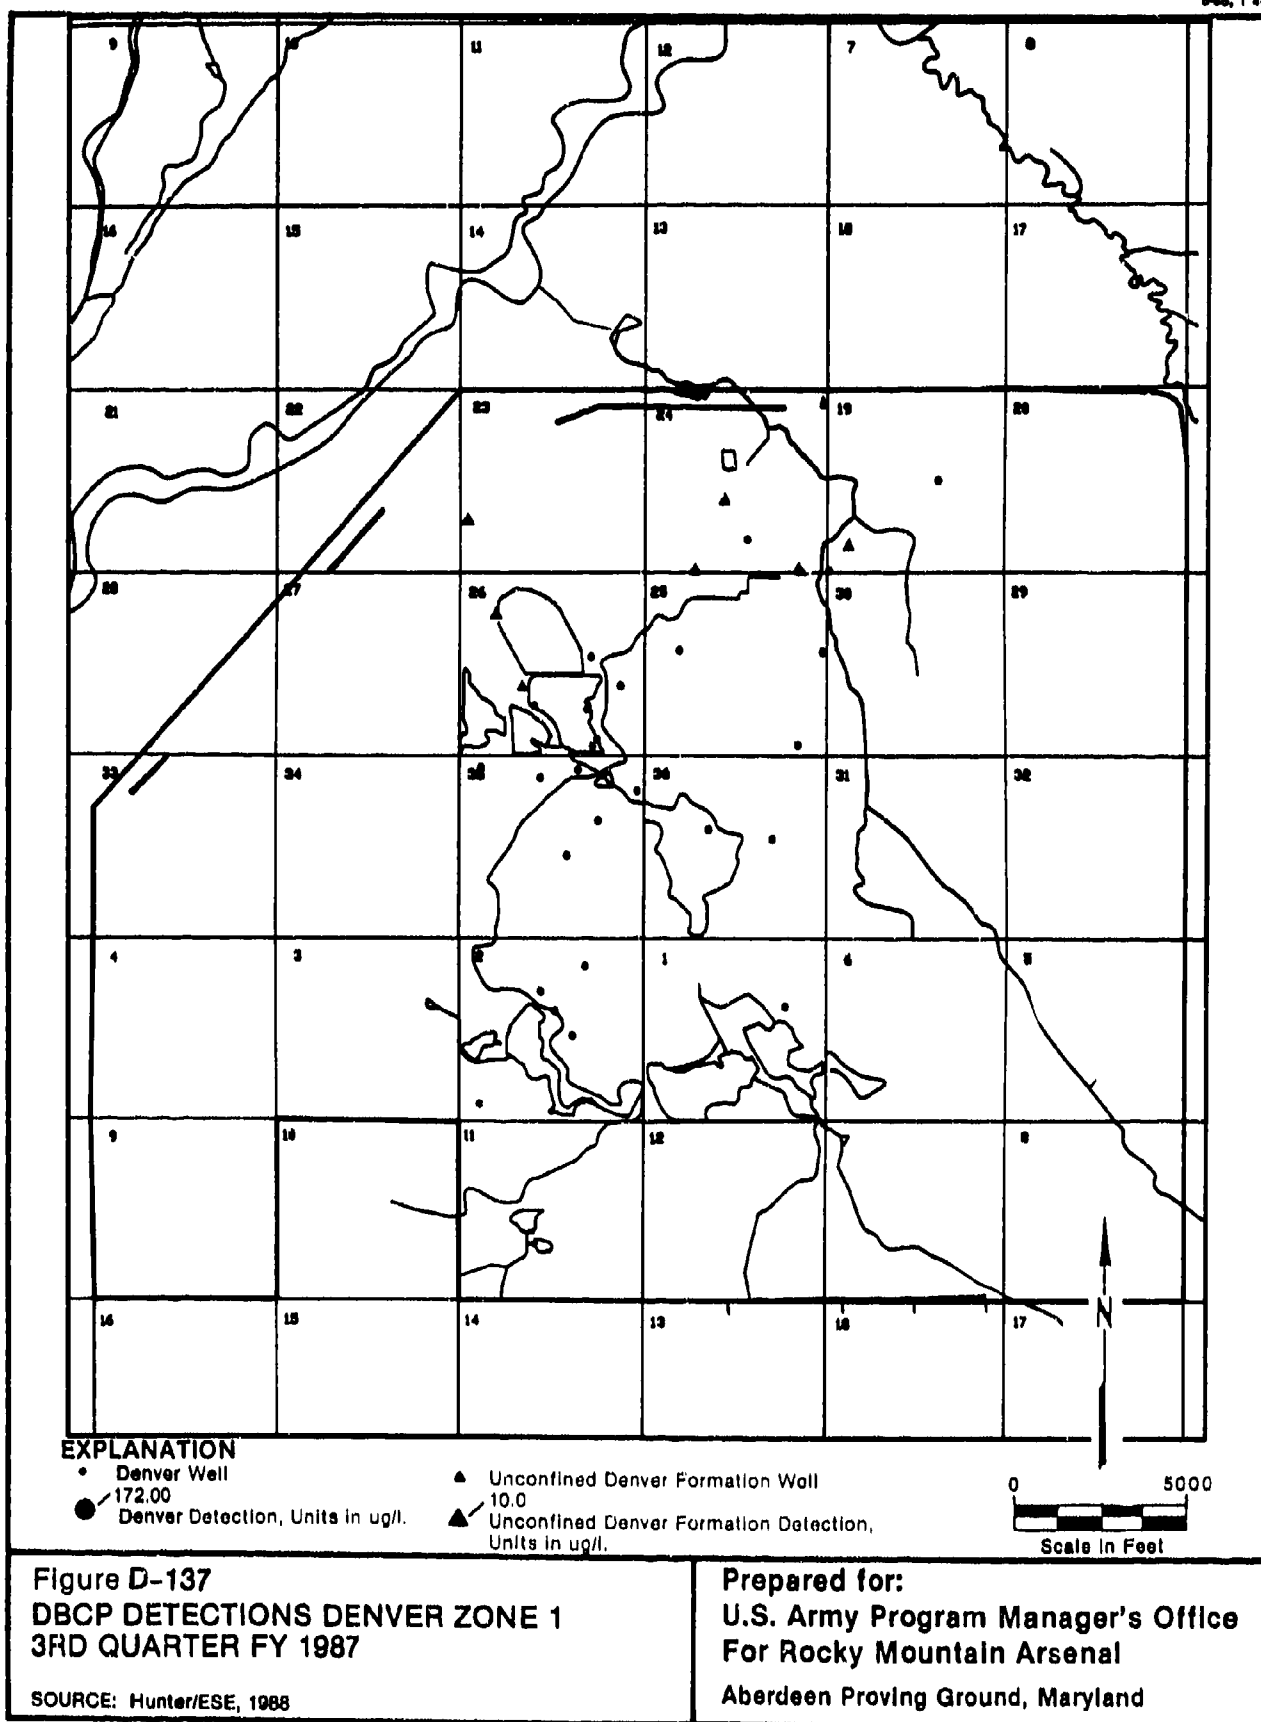 9 10 11 12 7 8
16 15 14 13 18 17
21 22 23 24 19 20
28 27 26 25 30 29
33 34 35 36 31 32
4 3 2 1 6 5
9 10 11 12 8
16 15 14 13 18 17
N
EXPLANATION
Denver Well
172.00
Denver Detection, Units in ug/l.
Unconfined Denver Formation Well
10.0
Unconfined Denver Formation Detection,
Units in ug/l.
0 5000
Scale in Feet
Figure D-137
DBCP DETECTIONS DENVER ZONE 1
3RD QUARTER FY 1987
SOURCE: Hunter/ESE, 1988
Prepared for:
U.S. Army Program Manager's Office
For Rocky Mountain Arsenal
Aberdeen Proving Ground, Maryland